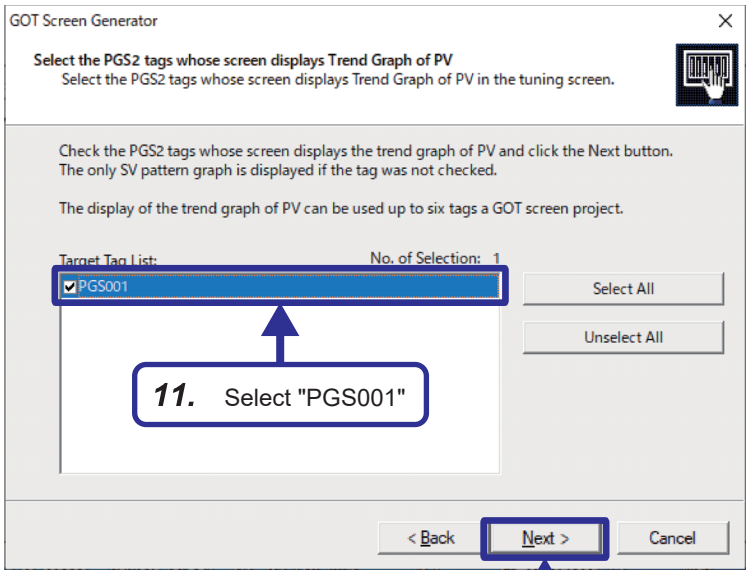 GOT Screen Generator
Select the PGS2 tags whose screen displays Trend Graph of PV
Select the PGS2 tags whose screen displays Trend Graph of PV in the tuning screen.
Check the PGS2 tags whose screen displays the trend graph of PV and click the Next button.
The only SV pattern graph is displayed if the tag was not checked.
The display of the trend graph of PV can be used up to six tags a GOT screen project.
Target Tag List: No. of Selection: 1
PGS001
Select All
Unselect All
11. Select "PGS001"
< Back Next > Cancel